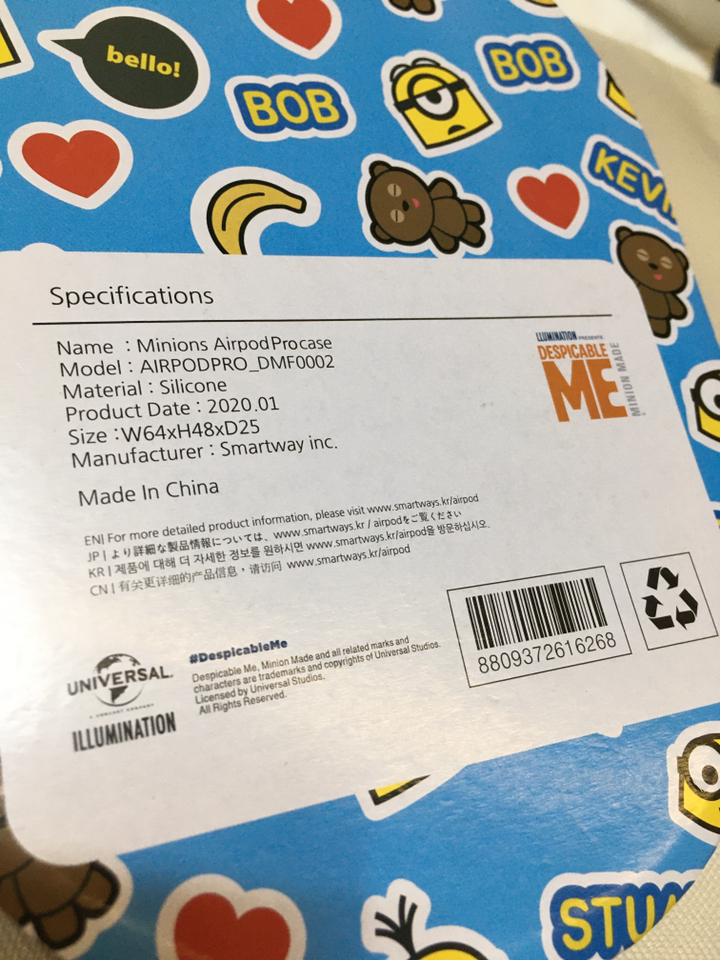 bello!
BOB
BOB
KEVI
Specifications
Name : Minions AirpodProcase
Model : AIRPODPRO_DMF0002
Material : Silicone
Product Date : 2020.01
Size :W64xH48xD25
Manufacturer : Smartway inc.
Made In China
ILLUMINATION PRESENTS
DESPICABLE
ME
MINION MADE
EN| For more detailed product information, please visit www.smartways.kr/airpod
JP | より詳細な製品情報については、www.smartways.kr / airpodをご覧ください
KR | 제품에 대해 더 자세한 정보를 원하시면 www.smartways.kr/airpod을 방문하십시오.
CN | 有关更详细的产品信息，请访问 www.smartways.kr/airpod
UNIVERSAL
A COMCAST COMPANY
ILLUMINATION
#DespicableMe
Despicable Me, Minion Made and all related marks and
characters are trademarks and copyrights of Universal Studios.
Licensed by Universal Studios.
All Rights Reserved.
8809372616268
STUA